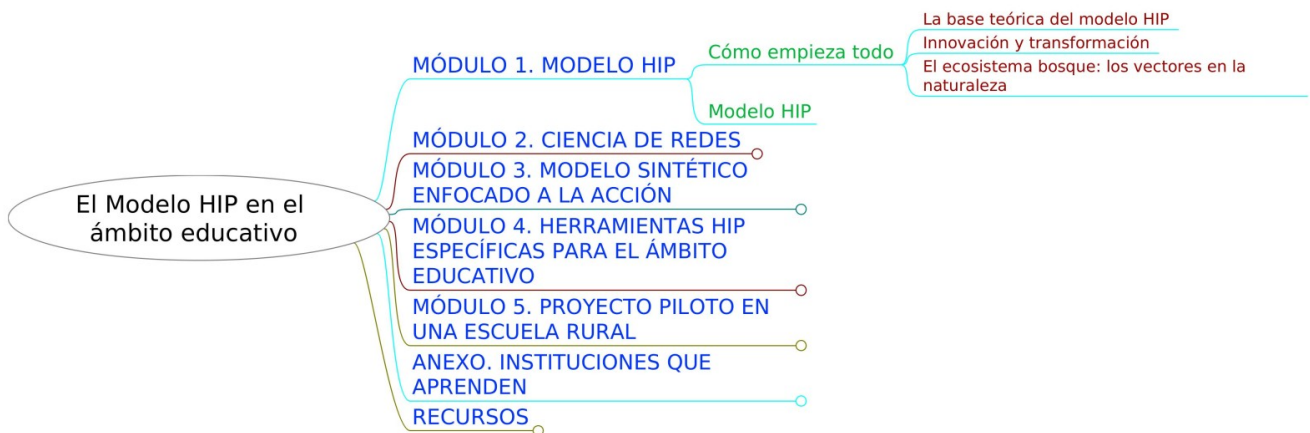 El Modelo HIP en el
ámbito educativo
MÓDULO 1. MODELO HIP
Cómo empieza todo
La base teórica del modelo HIP
Innovación y transformación
El ecosistema bosque: los vectores en la
naturaleza
Modelo HIP
MÓDULO 2. CIENCIA DE REDES
MÓDULO 3. MODELO SINTÉTICO
ENFOCADO A LA ACCIÓN
MÓDULO 4. HERRAMIENTAS HIP
ESPECÍFICAS PARA EL ÁMBITO
EDUCATIVO
MÓDULO 5. PROYECTO PILOTO EN
UNA ESCUELA RURAL
ANEXO. INSTITUCIONES QUE
APRENDEN
RECURSOS